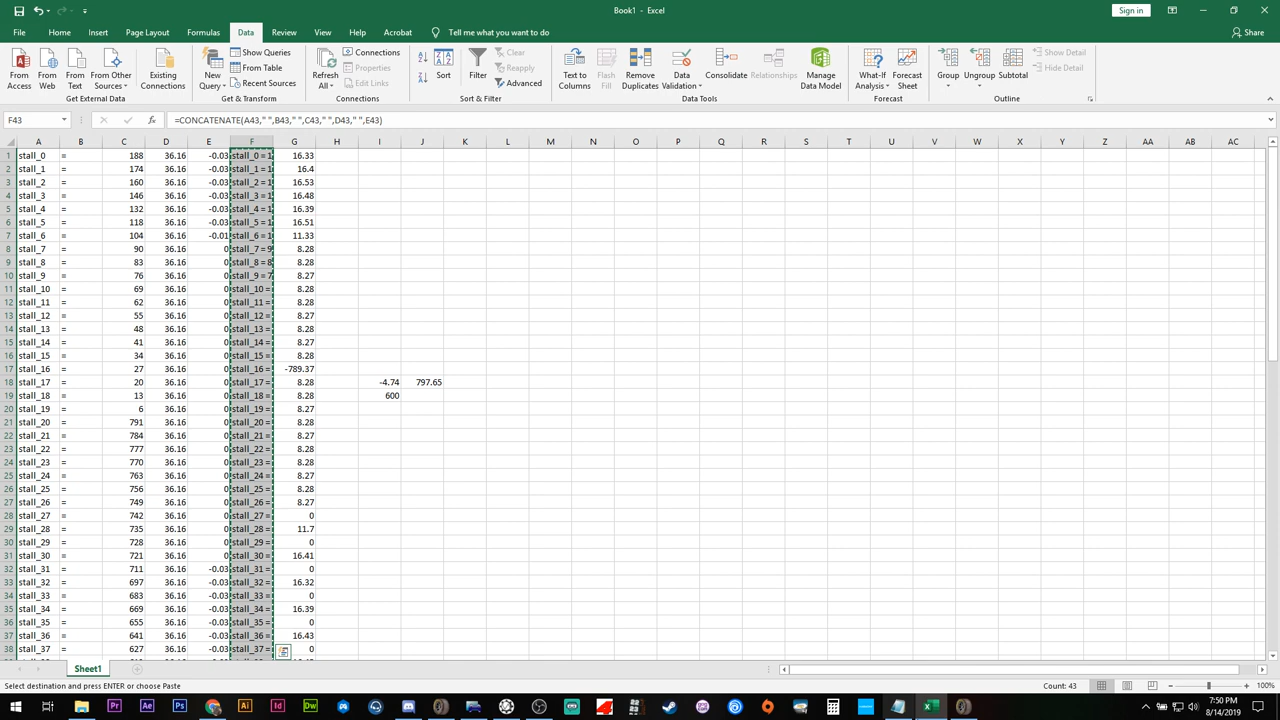 Book1 - Excel
Sign in
File Home Insert Page Layout Formulas Data Review View Help Acrobat Tell me what you want to do Share
From Access
From Web
From Text
From Other Sources
Existing Connections
New Query
Show Queries
From Table
Recent Sources
Refresh All
Connections
Properties
Edit Links
Sort
Filter
Clear
Reapply
Advanced
Text to Columns
Flash Fill
Remove Duplicates
Data Validation
Consolidate
Relationships
Manage Data Model
What-If Analysis
Forecast Sheet
Group
Ungroup
Subtotal
Show Detail
Hide Detail
Get External Data
Get & Transform
Connections
Sort & Filter
Data Tools
Forecast
Outline
F43 fx =CONCATENATE(A43," ",B43," ",C43," ",D43," ",E43)
A B C D E F G H I J K L M N O P Q R S T U V W X Y Z AA AB AC
1 stall_0 = 188 36.16 -0.03 stall_0 = 1 16.33
2 stall_1 = 174 36.16 -0.03 stall_1 = 1 16.4
3 stall_2 = 160 36.16 -0.03 stall_2 = 1 16.53
4 stall_3 = 146 36.16 -0.03 stall_3 = 1 16.48
5 stall_4 = 132 36.16 -0.03 stall_4 = 1 16.39
6 stall_5 = 118 36.16 -0.03 stall_5 = 1 16.51
7 stall_6 = 104 36.16 -0.01 stall_6 = 1 11.33
8 stall_7 = 90 36.16 0 stall_7 = 9 8.28
9 stall_8 = 83 36.16 0 stall_8 = 8 8.28
10 stall_9 = 76 36.16 0 stall_9 = 7 8.27
11 stall_10 = 69 36.16 0 stall_10 = 8.28
12 stall_11 = 62 36.16 0 stall_11 = 8.28
13 stall_12 = 55 36.16 0 stall_12 = 8.27
14 stall_13 = 48 36.16 0 stall_13 = 8.28
15 stall_14 = 41 36.16 0 stall_14 = 8.27
16 stall_15 = 34 36.16 0 stall_15 = 8.28
17 stall_16 = 27 36.16 0 stall_16 = -789.37
18 stall_17 = 20 36.16 0 stall_17 = 8.28 -4.74 797.65
19 stall_18 = 13 36.16 0 stall_18 = 8.28 600
20 stall_19 = 6 36.16 0 stall_19 = 8.27
21 stall_20 = 791 36.16 0 stall_20 = 8.28
22 stall_21 = 784 36.16 0 stall_21 = 8.27
23 stall_22 = 777 36.16 0 stall_22 = 8.28
24 stall_23 = 770 36.16 0 stall_23 = 8.28
25 stall_24 = 763 36.16 0 stall_24 = 8.27
26 stall_25 = 756 36.16 0 stall_25 = 8.28
27 stall_26 = 749 36.16 0 stall_26 = 8.27
28 stall_27 = 742 36.16 0 stall_27 = 0
29 stall_28 = 735 36.16 0 stall_28 = 11.7
30 stall_29 = 728 36.16 0 stall_29 = 0
31 stall_30 = 721 36.16 0 stall_30 = 16.41
32 stall_31 = 711 36.16 -0.03 stall_31 = 0
33 stall_32 = 697 36.16 -0.03 stall_32 = 16.32
34 stall_33 = 683 36.16 -0.03 stall_33 = 0
35 stall_34 = 669 36.16 -0.03 stall_34 = 16.39
36 stall_35 = 655 36.16 -0.03 stall_35 = 0
37 stall_36 = 641 36.16 -0.03 stall_36 = 16.43
38 stall_37 = 627 36.16 -0.03 stall_37 = 0
Sheet1
Select destination and press ENTER or choose Paste
Count: 43
100%
Pr Ae Ps Ai Id Dw
7:50 PM
8/14/2019